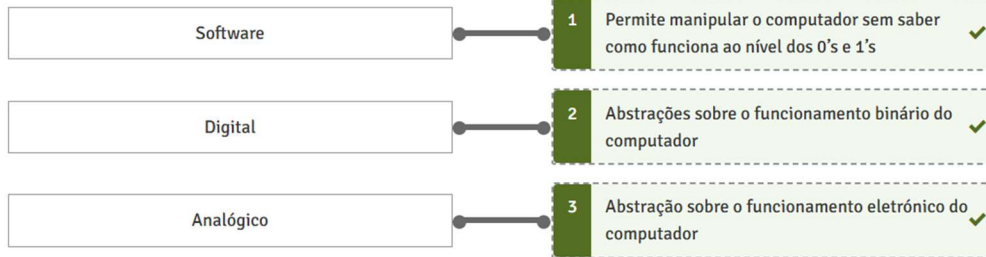 Software
1
Permite manipular o computador sem saber
como funciona ao nível dos 0’s e 1’s
Digital
2
Abstrações sobre o funcionamento binário do
computador
Analógico
3
Abstração sobre o funcionamento eletrónico do
computador